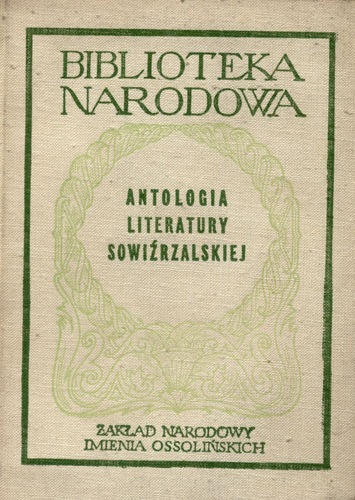 BIBLIOTEKA
NARODOWA
ANTOLOGIA
LITERATURY
SOWIŹRZALSKIEJ
ZAKŁAD NARODOWY
IMIENIA OSSOLIŃSKICH